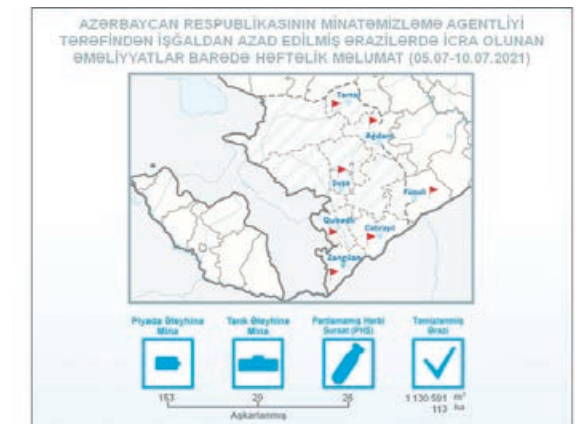 AZƏRBAYCAN RESPUBLİKASININ MİNATƏMİZLƏMƏ AGENTLİYİ
TƏRƏFİNDƏN İŞĞALDAN AZAD EDİLMİŞ ƏRAZİLƏRDƏ İCRA OLUNAN
ƏMƏLİYYATLAR BARƏDƏ HƏFTƏLİK MƏLUMAT (05.07-10.07.2021)
Tərtər
Ağdam
Şuşa
Füzuli
Qubadlı
Cəbrayıl
Zəngilan
Piyada Əleyhinə Mina
Tank Əleyhinə Mina
Partlamamış Hərbi Sursat (PHS)
Təmizlənmiş Ərazi
153
29
1 130 591 m²
113 ha
Aşkarlanmış